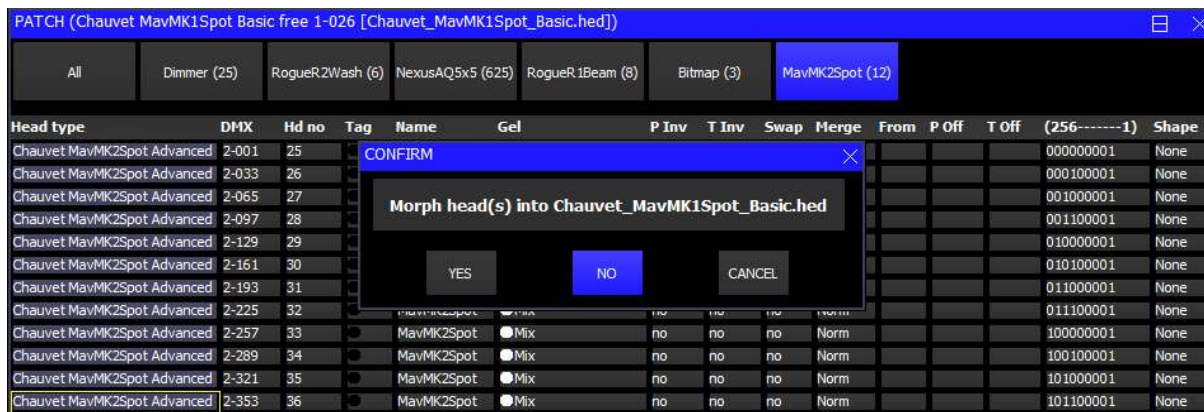 PATCH (Chauvet MavMK1Spot Basic free 1-026 [Chauvet_MavMK1Spot_Basic.hed])
All Dimmer (25) RogueR2Wash (6) NexusAQ5x5 (625) RogueR1Beam (8) Bitmap (3) MavMK2Spot (12)
Head type DMX Hd no Tag Name Gel P Inv T Inv Swap Merge From P Off T Off (256-------1) Shape
Chauvet MavMK2Spot Advanced 2-001 25 000000001 None
CONFIRM
Chauvet MavMK2Spot Advanced 2-033 26 000100001 None
Chauvet MavMK2Spot Advanced 2-065 27 001000001 None
Morph head(s) into Chauvet_MavMK1Spot_Basic.hed
Chauvet MavMK2Spot Advanced 2-097 28 001100001 None
Chauvet MavMK2Spot Advanced 2-129 29 010000001 None
Chauvet MavMK2Spot Advanced 2-161 30 010100001 None
YES NO CANCEL
Chauvet MavMK2Spot Advanced 2-193 31 011000001 None
Chauvet MavMK2Spot Advanced 2-225 32 011100001 None
Chauvet MavMK2Spot Advanced 2-257 33 MavMK2Spot Mix no no no Norm 100000001 None
Chauvet MavMK2Spot Advanced 2-289 34 MavMK2Spot Mix no no no Norm 100100001 None
Chauvet MavMK2Spot Advanced 2-321 35 MavMK2Spot Mix no no no Norm 101000001 None
Chauvet MavMK2Spot Advanced 2-353 36 MavMK2Spot Mix no no no Norm 101100001 None